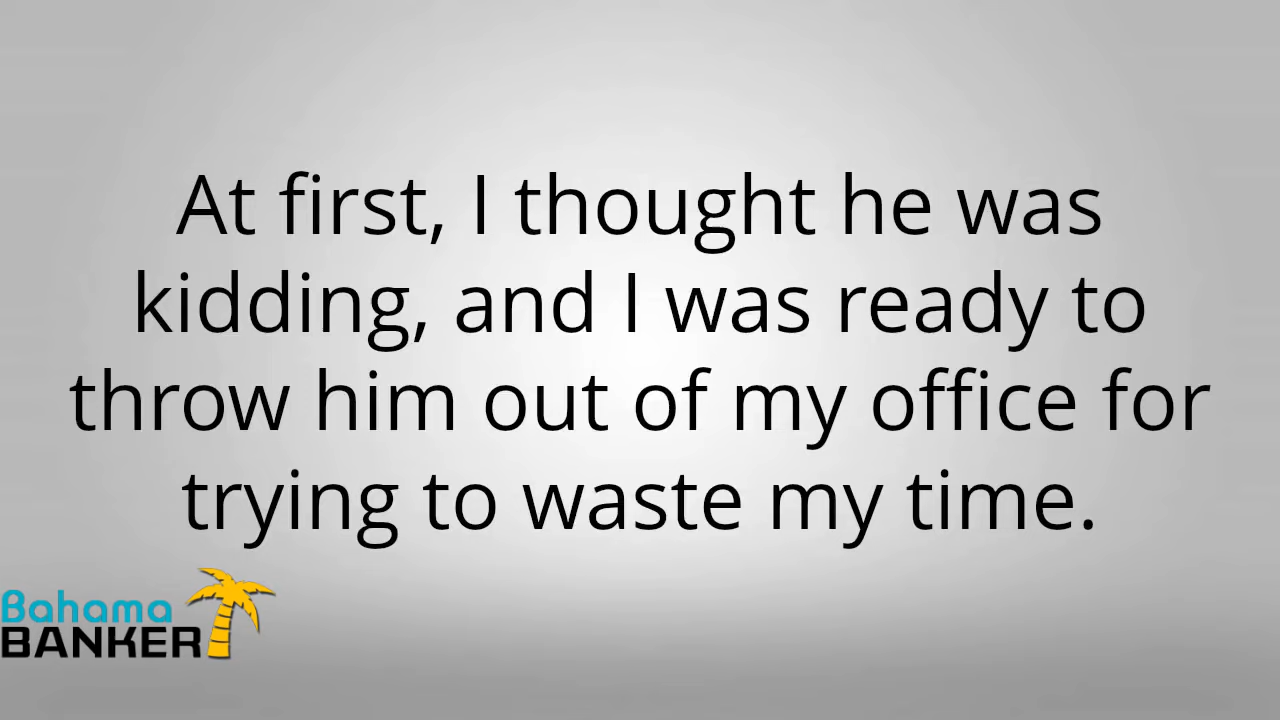 At first, I thought he was
kidding, and I was ready to
throw him out of my office for
trying to waste my time.
Bahama
BANKER